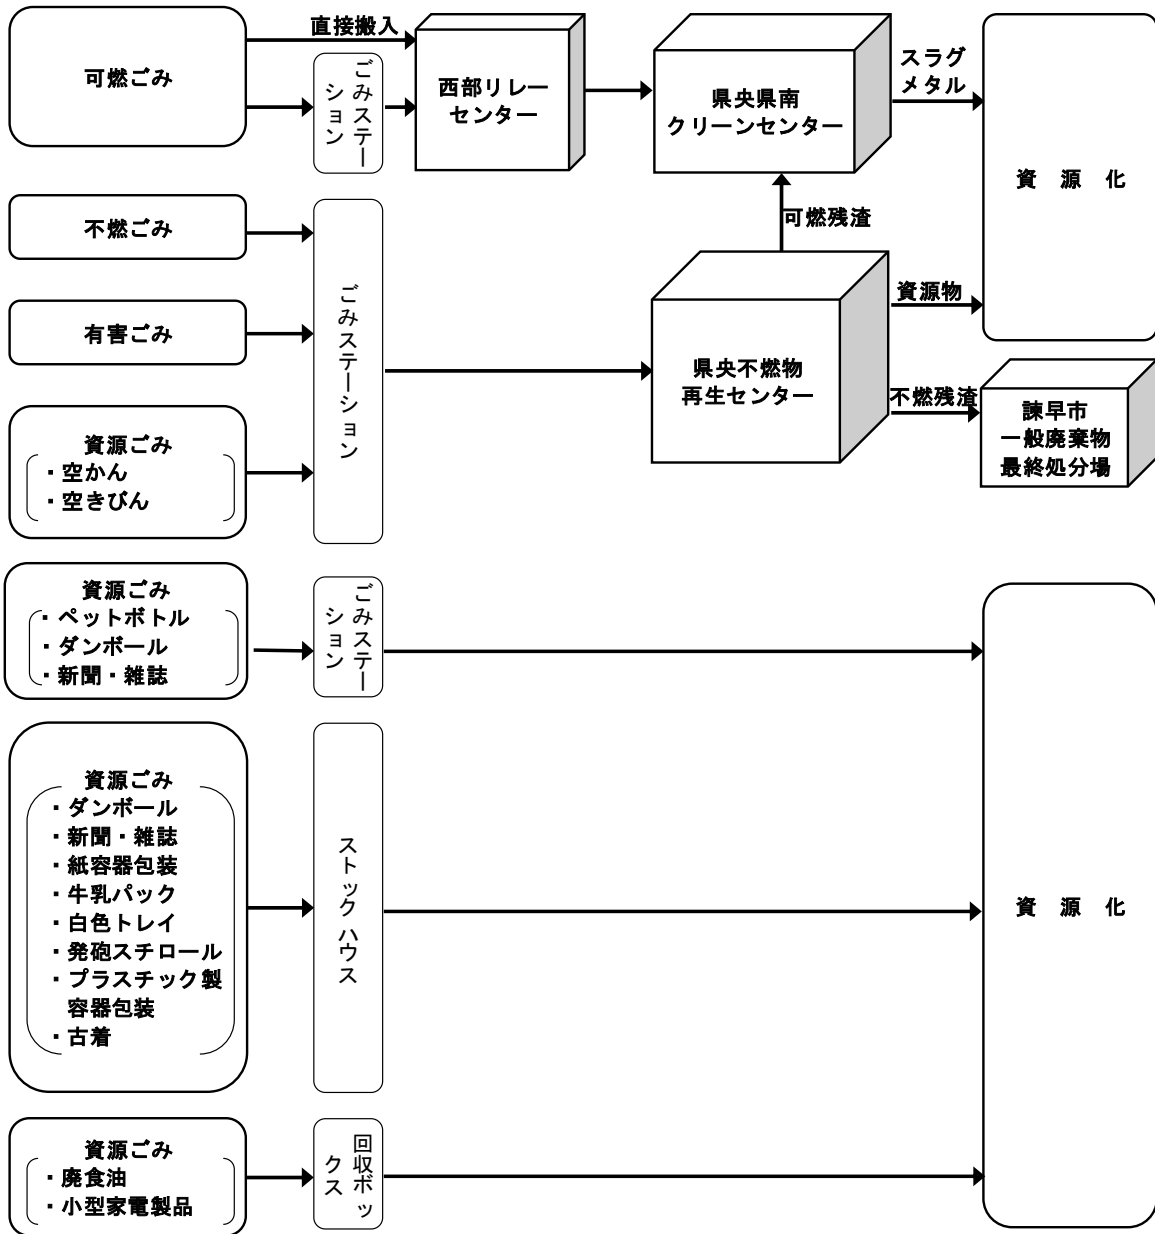 可燃ごみ
直接搬入
ごみステー
ション
西部リレー
センター
県央県南
クリーンセンター
スラグ
メタル
資 源 化
不燃ごみ
有害ごみ
資源ごみ
・空かん
・空きびん
ごみステーション
可燃残渣
県央不燃物
再生センター
資源物
不燃残渣
諫早市
一般廃棄物
最終処分場
資源ごみ
・ペットボトル
・ダンボール
・新聞・雑誌
ごみステー
ション
資源ごみ
・ダンボール
・新聞・雑誌
・紙容器包装
・牛乳パック
・白色トレイ
・発砲スチロール
・プラスチック製
容器包装
・古着
ストックハウス
資 源 化
資源ごみ
・廃食油
・小型家電製品
回収ボッ
クス